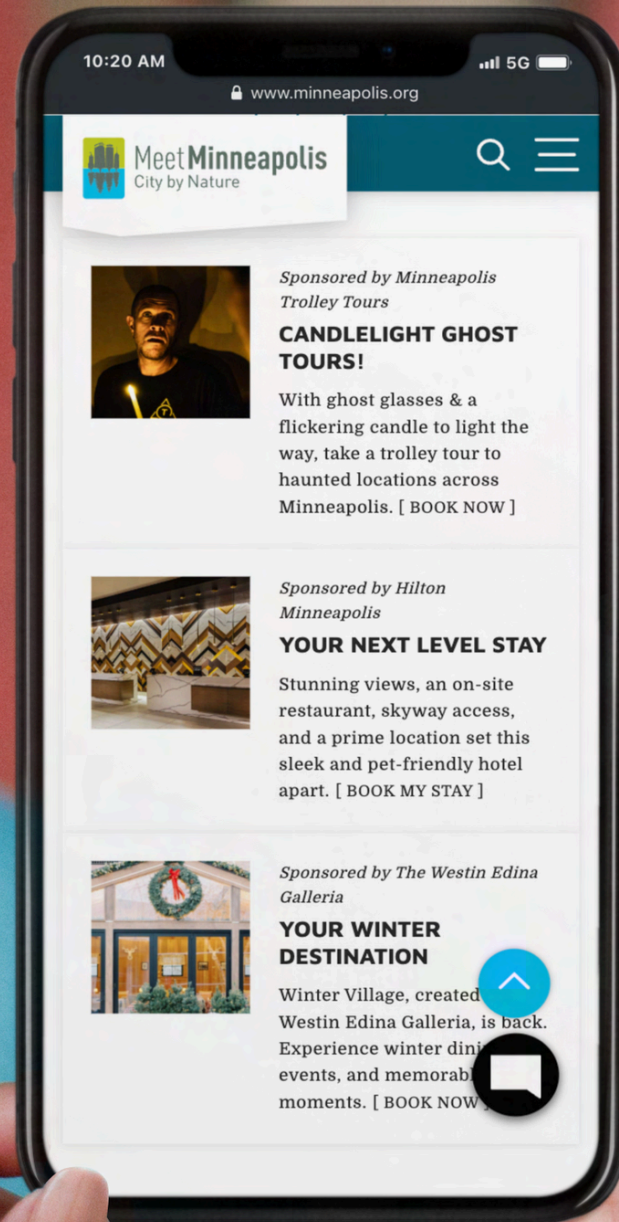 10:20 AM
5G
www.minneapolis.org
Meet Minneapolis
City by Nature
Sponsored by Minneapolis
Trolley Tours
CANDLELIGHT GHOST
TOURS!
With ghost glasses & a
flickering candle to light the
way, take a trolley tour to
haunted locations across
Minneapolis. [ BOOK NOW ]
Sponsored by Hilton
Minneapolis
YOUR NEXT LEVEL STAY
Stunning views, an on-site
restaurant, skyway access,
and a prime location set this
sleek and pet-friendly hotel
apart. [ BOOK MY STAY ]
Sponsored by The Westin Edina
Galleria
YOUR WINTER
DESTINATION
Winter Village, created
Westin Edina Galleria, is back.
Experience winter
events, and
moments. [ BOOK NOW